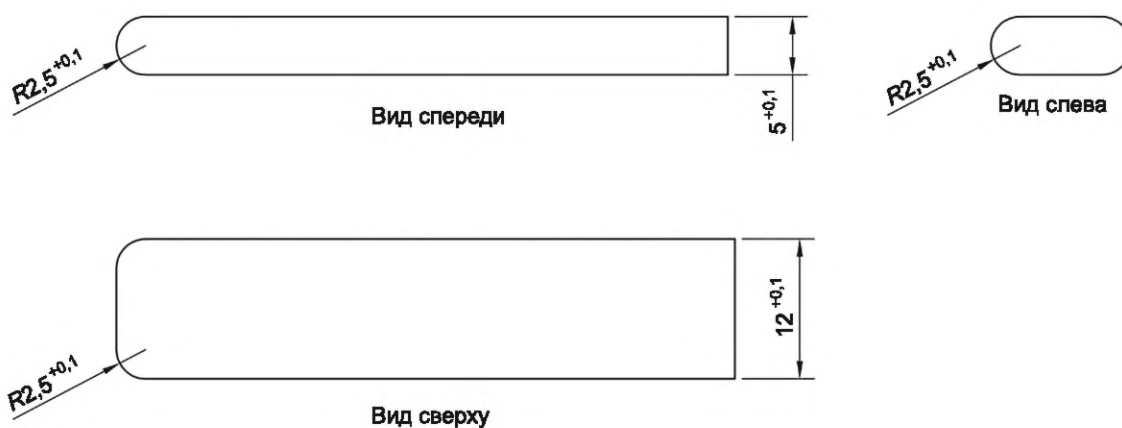 R2,5+0,1
5+0,1
Вид спереди
R2,5+0,1
Вид слева
12+0,1
R2,5+0,1
Вид сверху